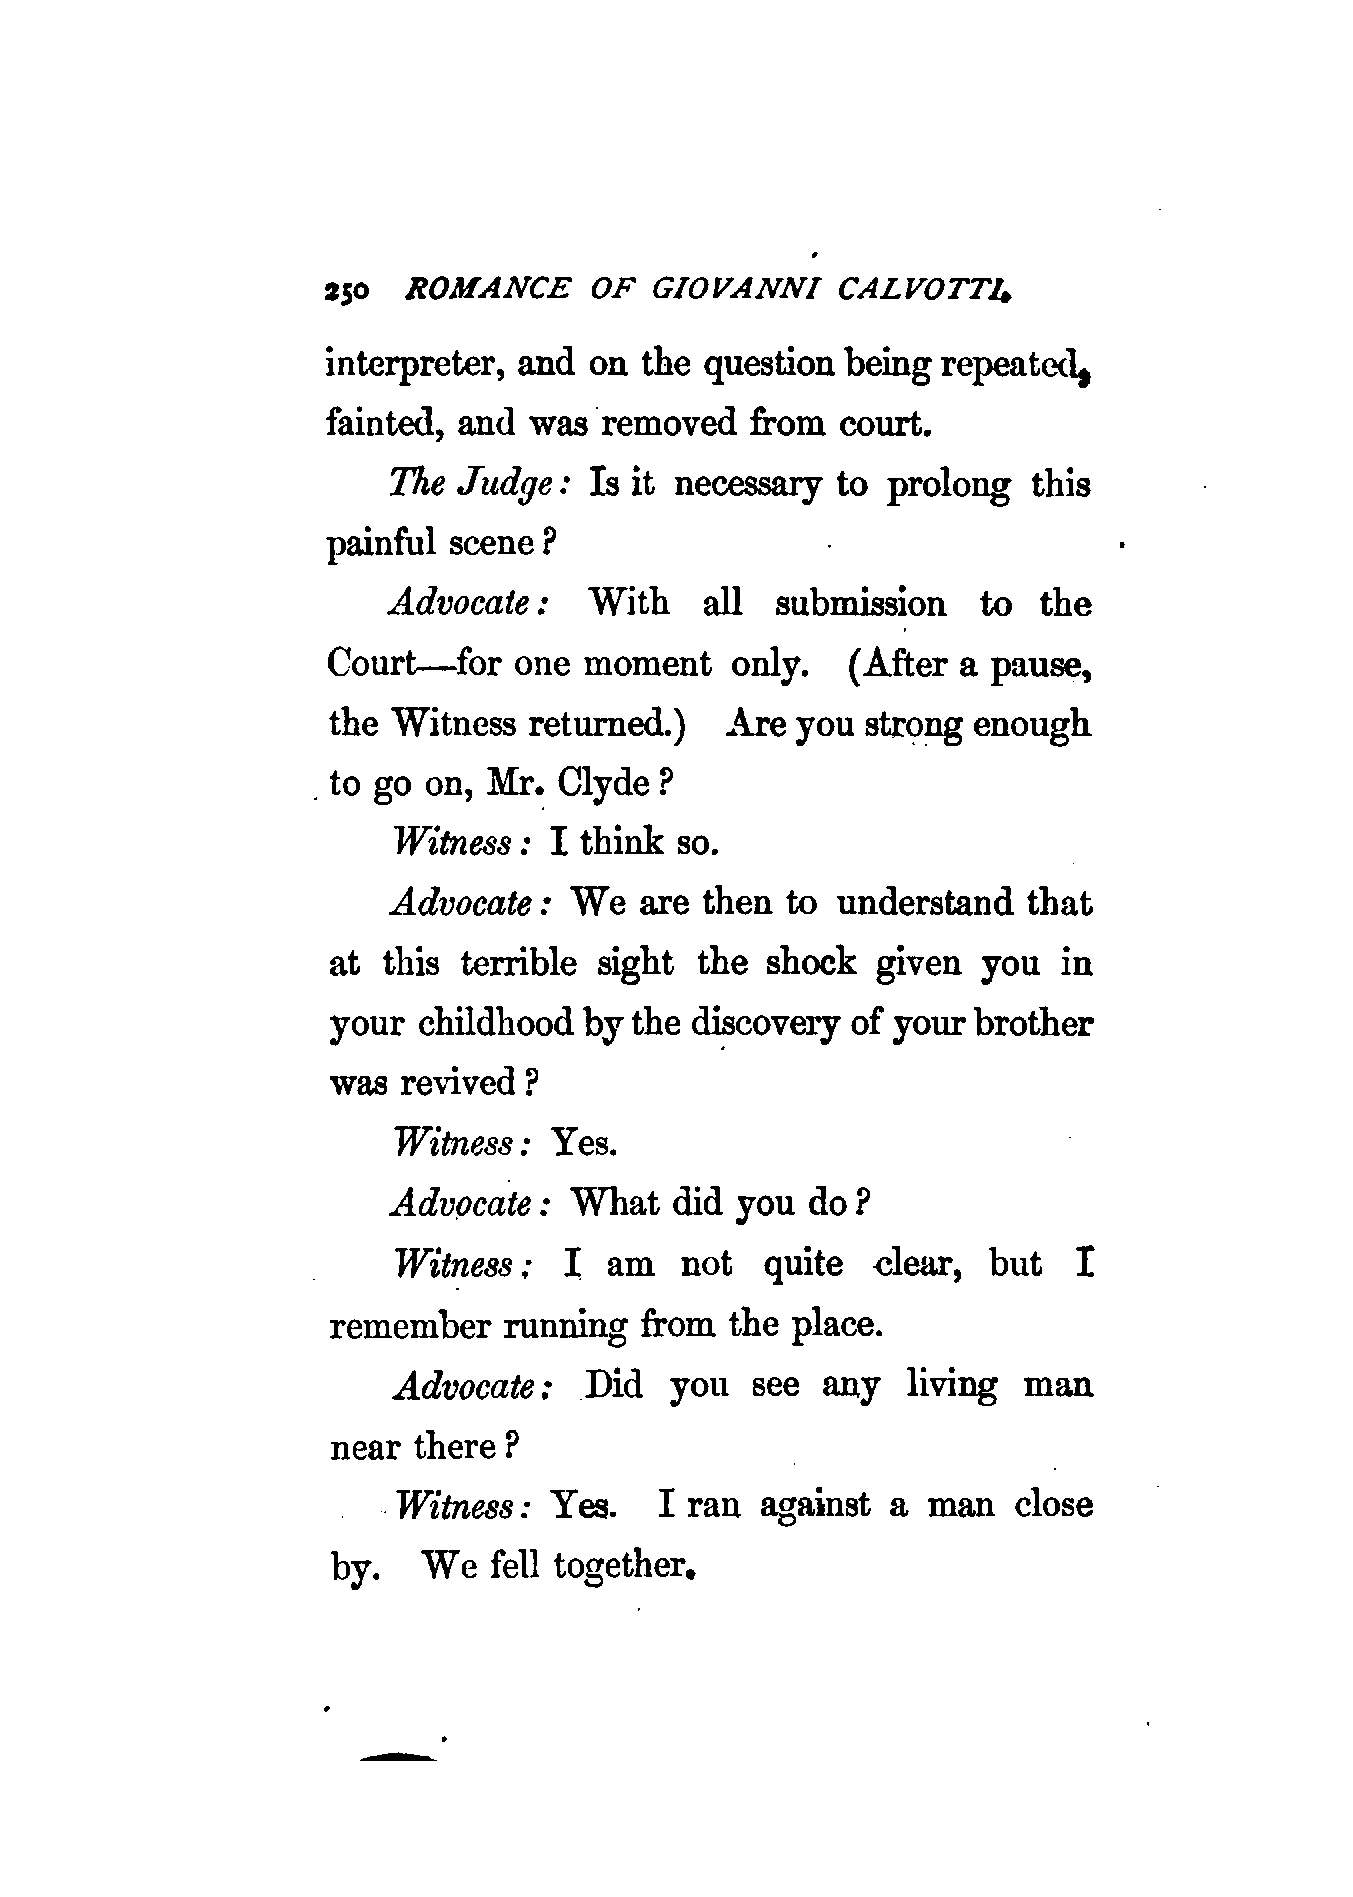 250 ROMANCE OF GIOVANNI CALVOTTI.
interpreter, and on the question being repeated,
fainted, and was removed from court.
The Judge: Is it necessary to prolong this
painful scene?
Advocate: With all submission to the
Court—for one moment only. (After a pause,
the Witness returned.) Are you strong enough
to go on, Mr. Clyde?
Witness: I think so.
Advocate: We are then to understand that
at this terrible sight the shock given you in
your childhood by the discovery of your brother
was revived?
Witness: Yes.
Advocate: What did you do?
Witness: I am not quite clear, but I
remember running from the place.
Advocate: Did you see any living man
near there?
Witness: Yes. I ran against a man close
by. We fell together.